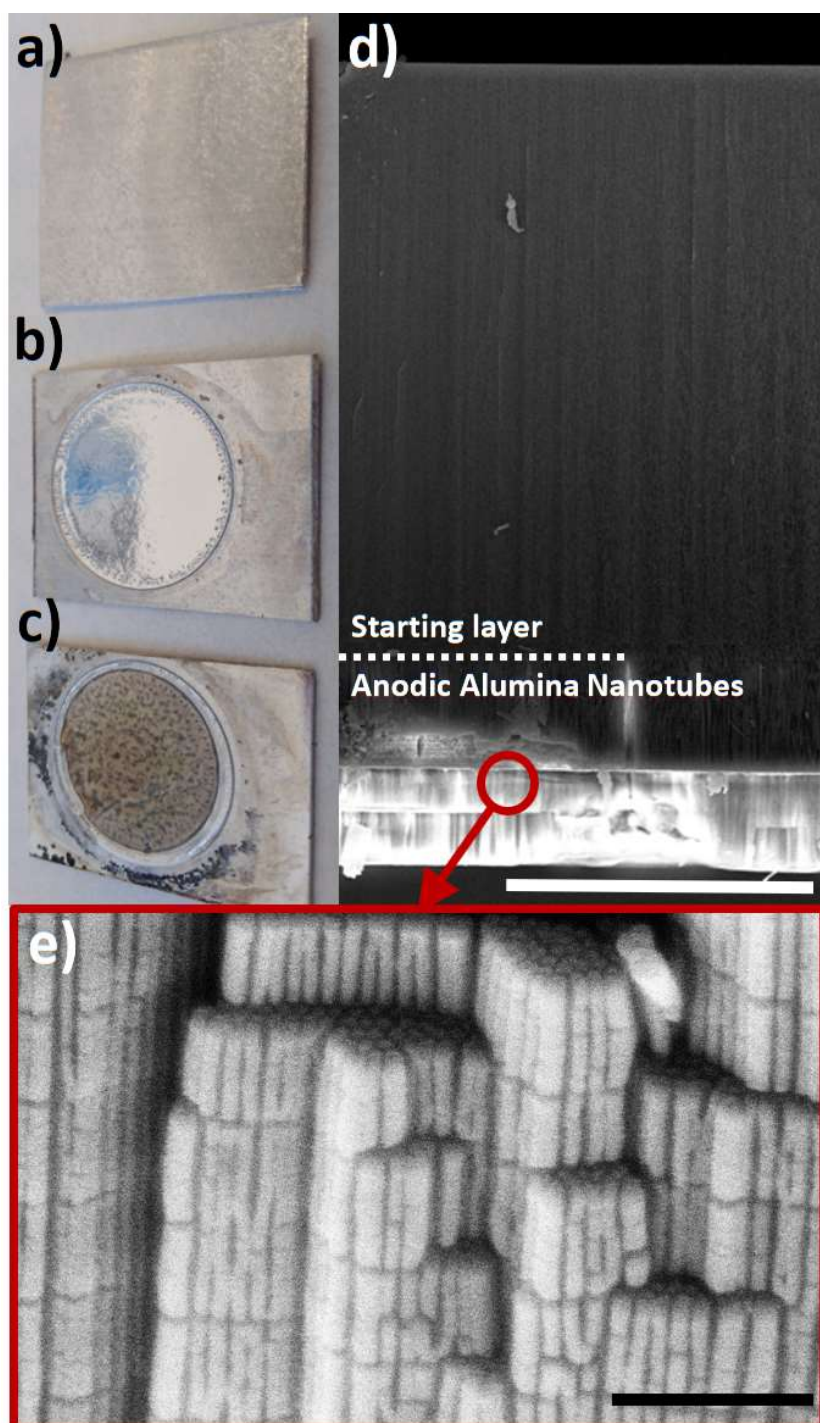 a)
b)
c)
d)
Starting layer
Anodic Alumina Nanotubes
e)